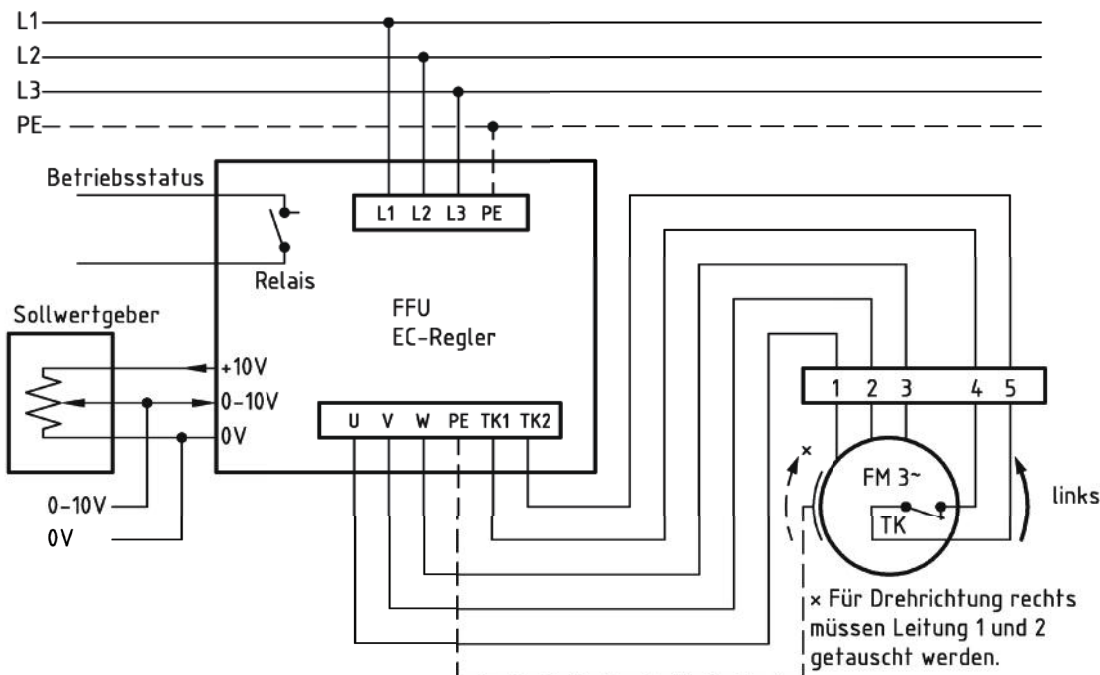 L1
L2
L3
PE
Betriebsstatus
L1 L2 L3 PE
Relais
Sollwertgeber
FFU
EC-Regler
+10V
0-10V
0V
U V W PE TK1 TK2
1 2 3 4 5
×
FM 3~
TK
links
0-10V
0V
× Für Drehrichtung rechts
müssen Leitung 1 und 2
getauscht werden.